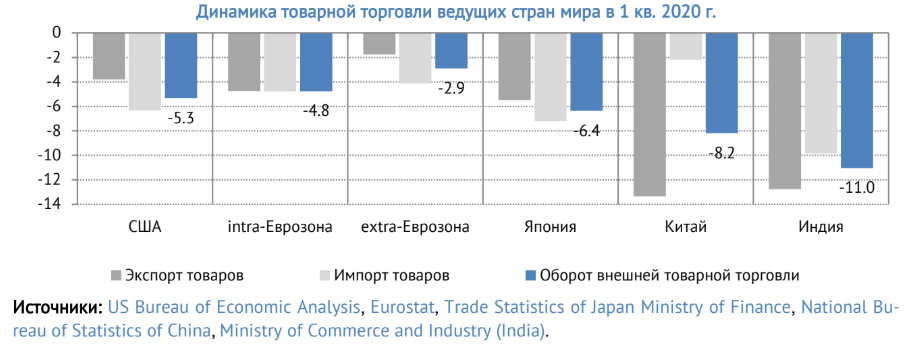 Динамика товарной торговли ведущих стран мира в 1 кв. 2020 г.
0
-2
-4
-6
-8
-10
-12
-14
-5.3
-4.8
-2.9
-6.4
-8.2
-11.0
США intra-Еврозона extra-Еврозона Япония Китай Индия
Экспорт товаров Импорт товаров Оборот внешней товарной торговли
Источники: US Bureau of Economic Analysis, Eurostat, Trade Statistics of Japan Ministry of Finance, National Bu-
reau of Statistics of China, Ministry of Commerce and Industry (India).